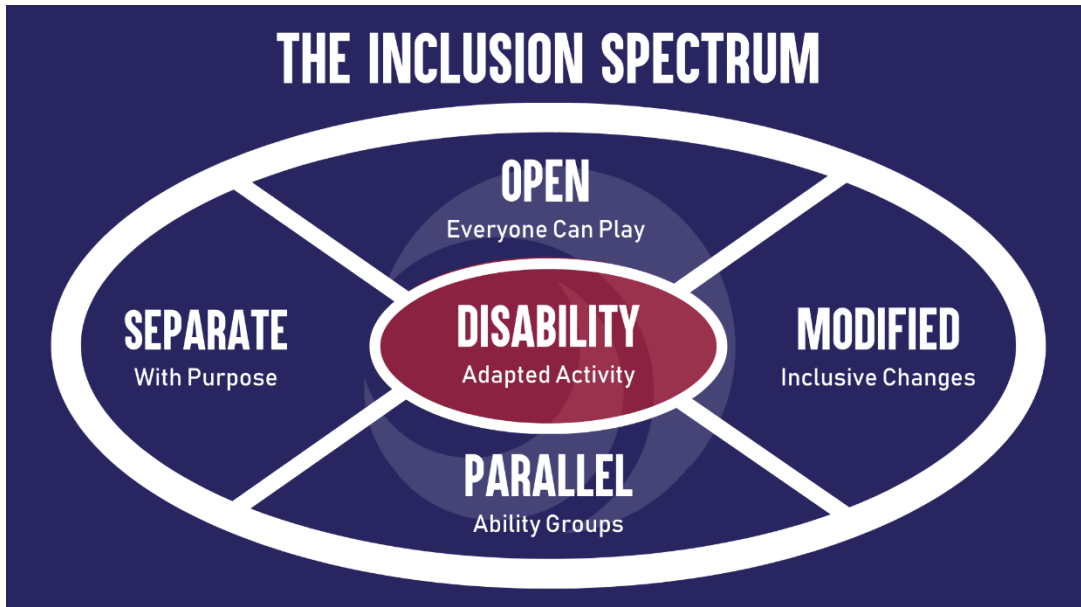 THE INCLUSION SPECTRUM
OPEN
Everyone Can Play
SEPARATE
With Purpose
DISABILITY
Adapted Activity
MODIFIED
Inclusive Changes
PARALLEL
Ability Groups